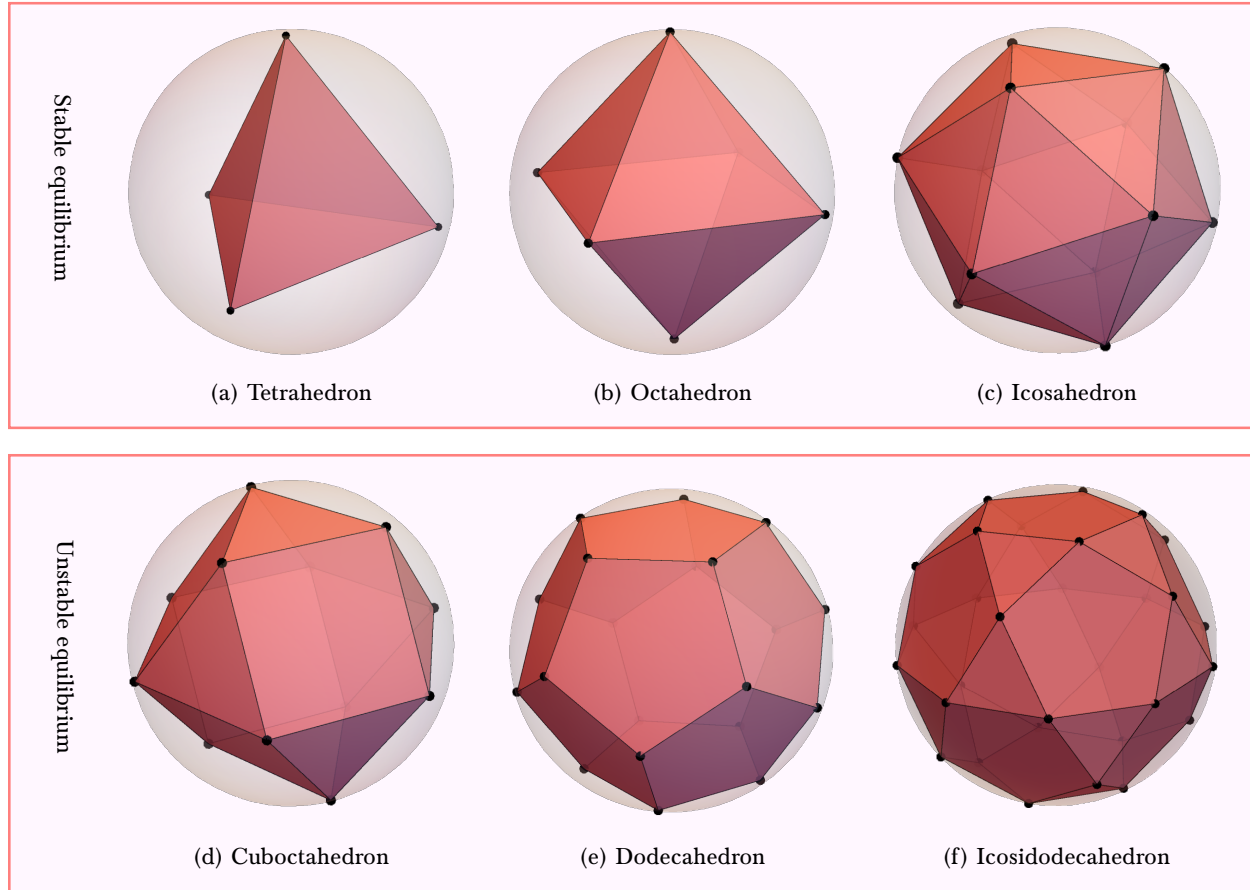 Stable equilibrium
(a) Tetrahedron
(b) Octahedron
(c) Icosahedron
Unstable equilibrium
(d) Cuboctahedron
(e) Dodecahedron
(f) Icosidodecahedron